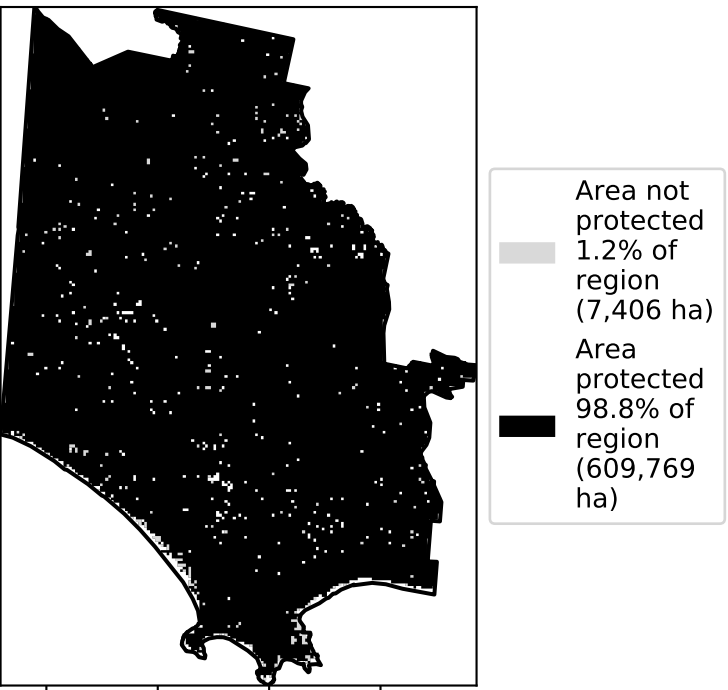 Area not
protected
1.2% of
region
(7,406 ha)
Area
protected
98.8% of
region
(609,769
ha)